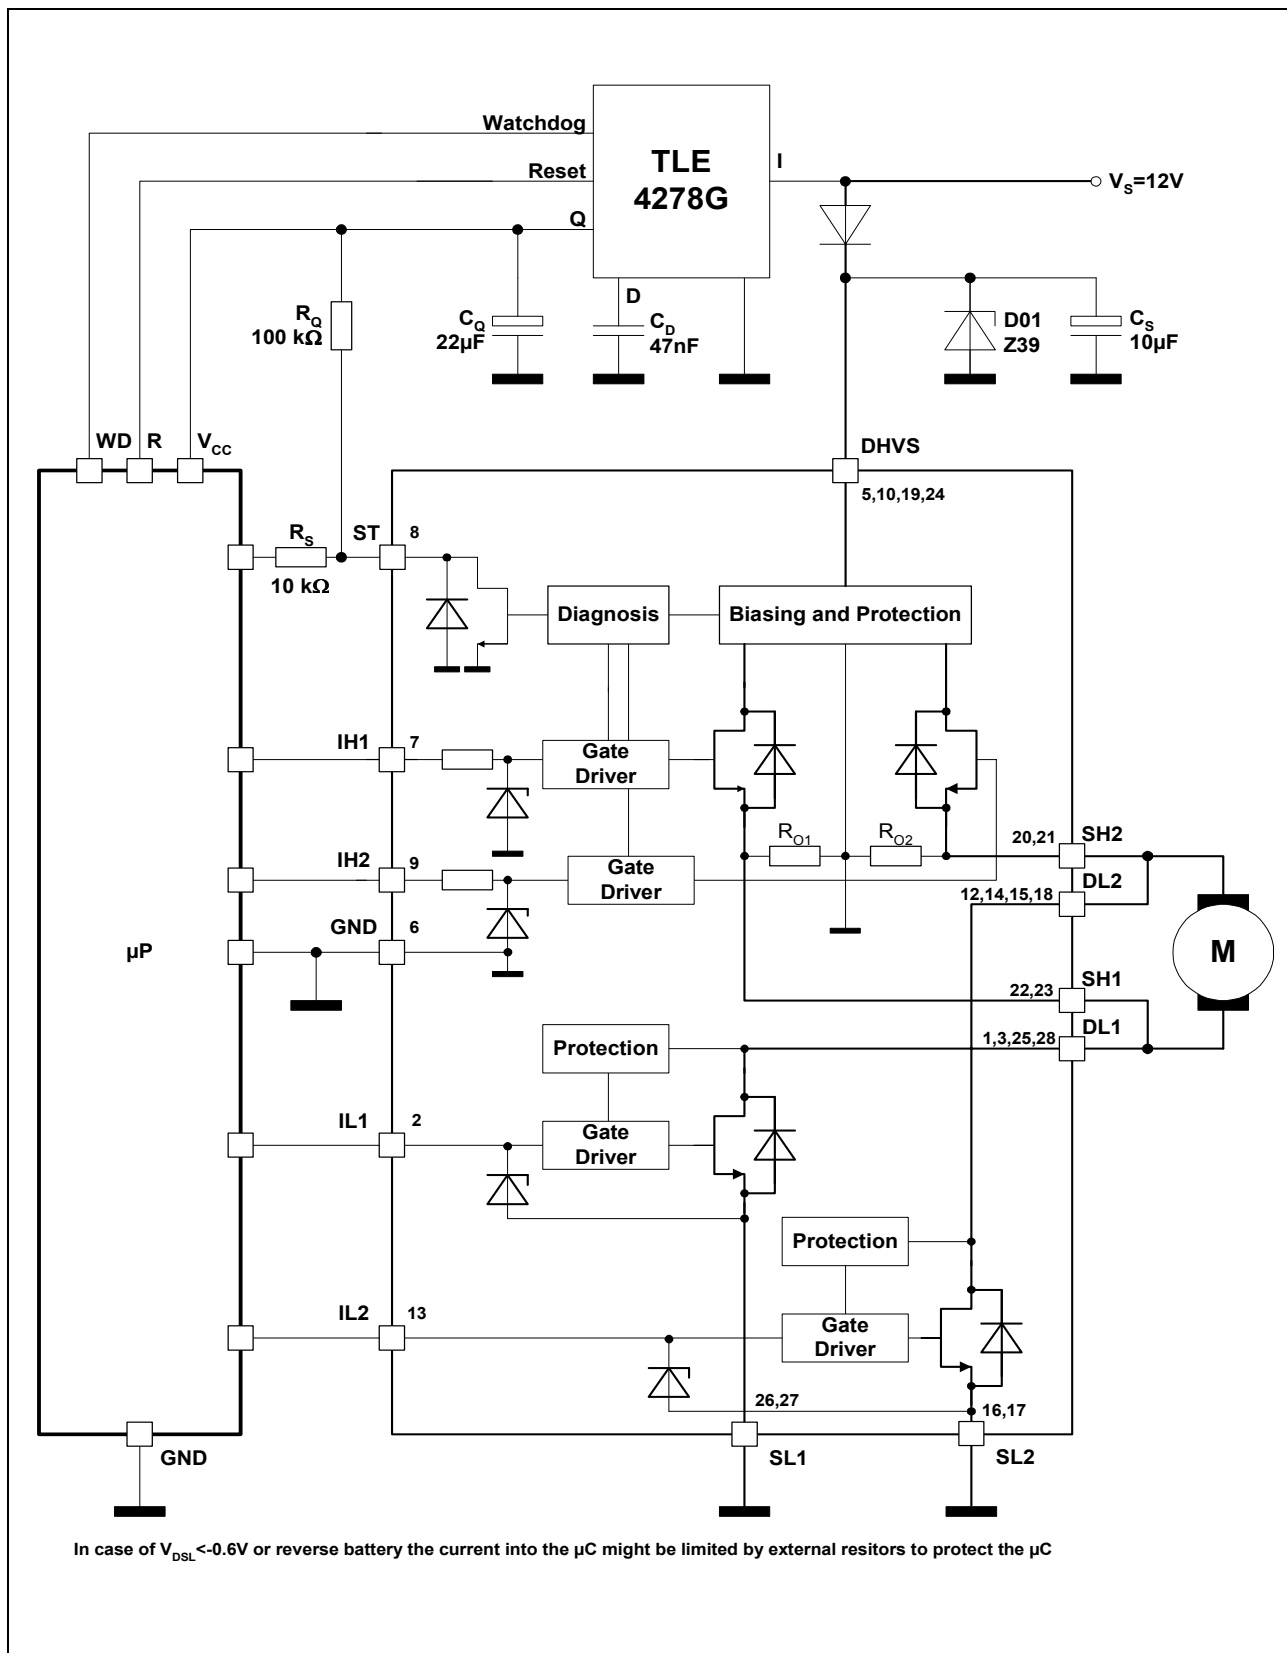 Watchdog
TLE
4278G
I
Reset
V_S=12V
Q
D
R_Q
100 kΩ
C_Q
22µF
C_D
47nF
D01
Z39
C_S
10µF
WD
R
V_CC
DHVS
5,10,19,24
R_S
10 kΩ
ST
8
Diagnosis
Biasing and Protection
IH1
7
Gate
Driver
R_O1
R_O2
20,21
SH2
IH2
9
Gate
Driver
12,14,15,18
DL2
GND
6
µP
M
22,23
SH1
Protection
1,3,25,28
DL1
IL1
2
Gate
Driver
Protection
IL2
13
Gate
Driver
26,27
16,17
GND
SL1
SL2
In case of V_DSL<-0.6V or reverse battery the current into the µC might be limited by external resitors to protect the µC